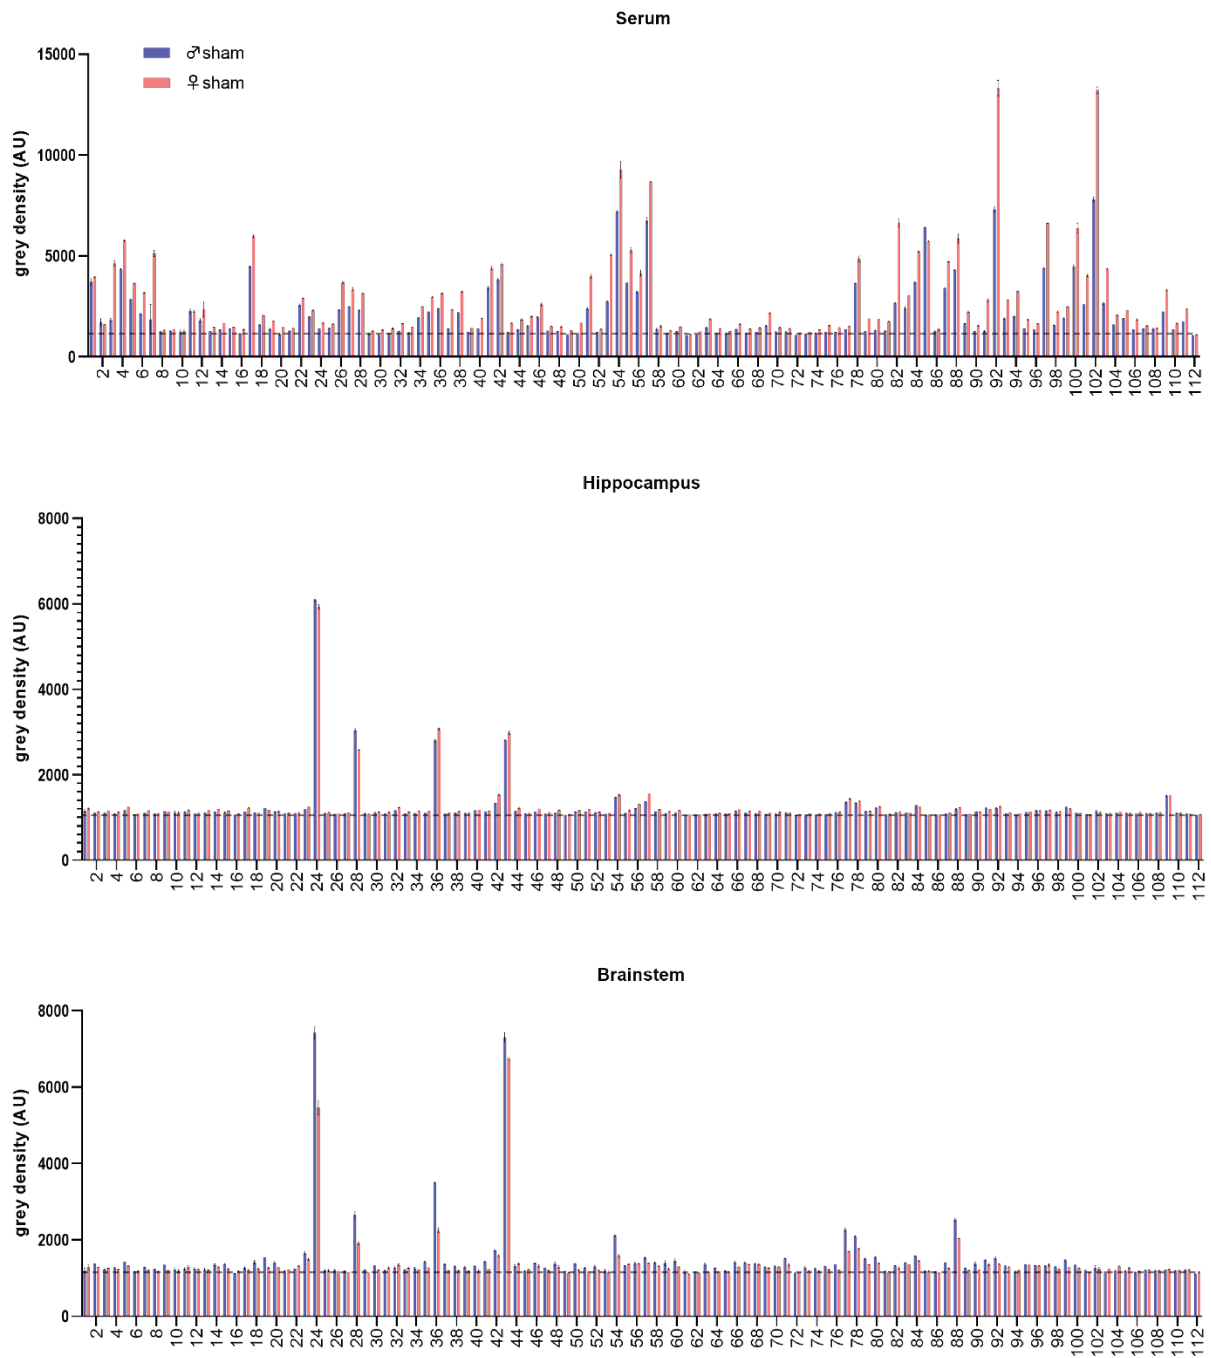 Serum
♂ sham
♀ sham
grey density (AU)
15000
10000
5000
0
2 4 6 8 10 12 14 16 18 20 22 24 26 28 30 32 34 36 38 40 42 44 46 48 50 52 54 56 58 60 62 64 66 68 70 72 74 76 78 80 82 84 86 88 90 92 94 96 98 100 102 104 106 108 110 112
Hippocampus
grey density (AU)
8000
6000
4000
2000
0
2 4 6 8 10 12 14 16 18 20 22 24 26 28 30 32 34 36 38 40 42 44 46 48 50 52 54 56 58 60 62 64 66 68 70 72 74 76 78 80 82 84 86 88 90 92 94 96 98 100 102 104 106 108 110 112
Brainstem
grey density (AU)
8000
6000
4000
2000
0
2 4 6 8 10 12 14 16 18 20 22 24 26 28 30 32 34 36 38 40 42 44 46 48 50 52 54 56 58 60 62 64 66 68 70 72 74 76 78 80 82 84 86 88 90 92 94 96 98 100 102 104 106 108 110 112